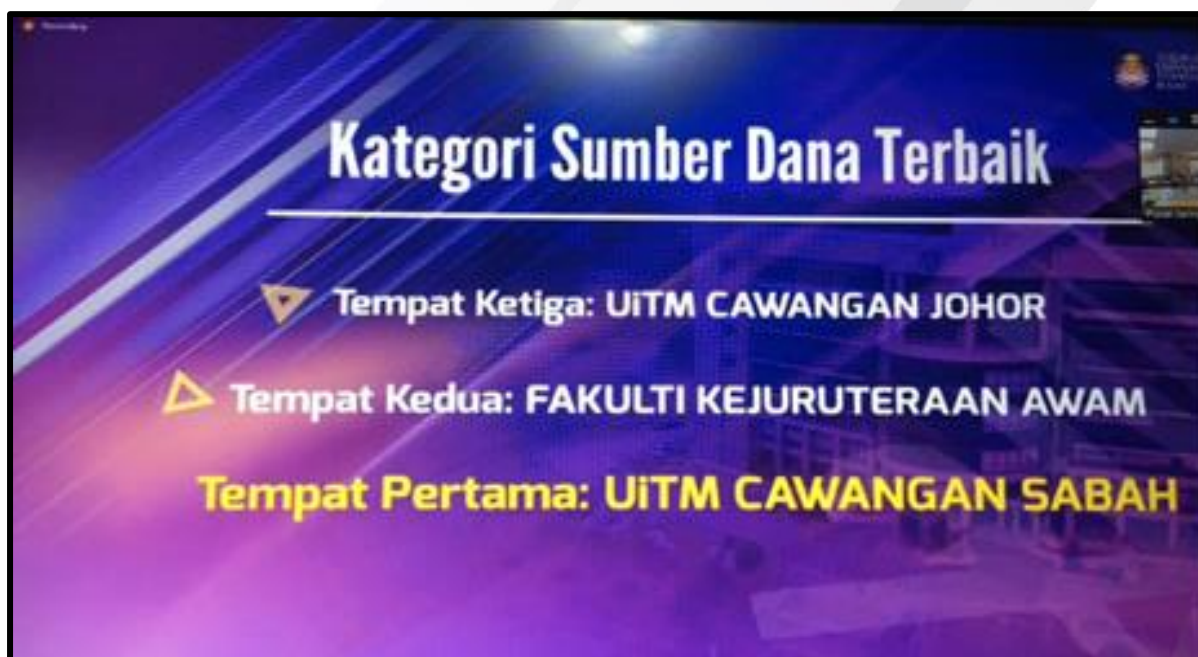 Kategori Sumber Dana Terbaik
Tempat Ketiga: UiTM CAWANGAN JOHOR
Tempat Kedua: FAKULTI KEJURUTERAAN AWAM
Tempat Pertama: UiTM CAWANGAN SABAH